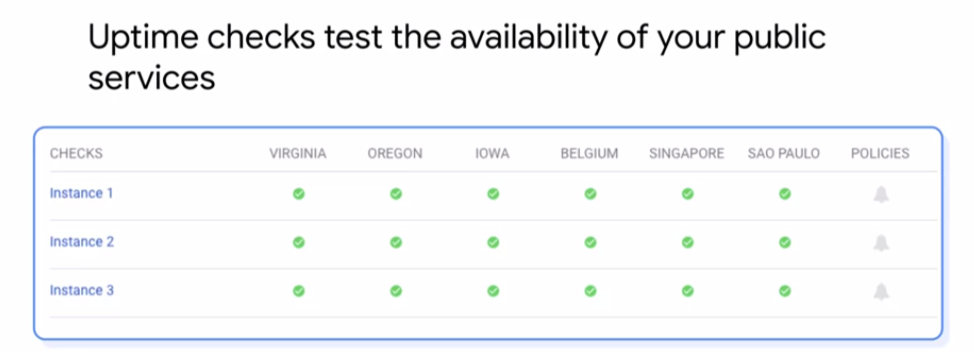 Uptime checks test the availability of your public
services
CHECKS VIRGINIA OREGON IOWA BELGIUM SINGAPORE SAO PAULO POLICIES
Instance 1
Instance 2
Instance 3